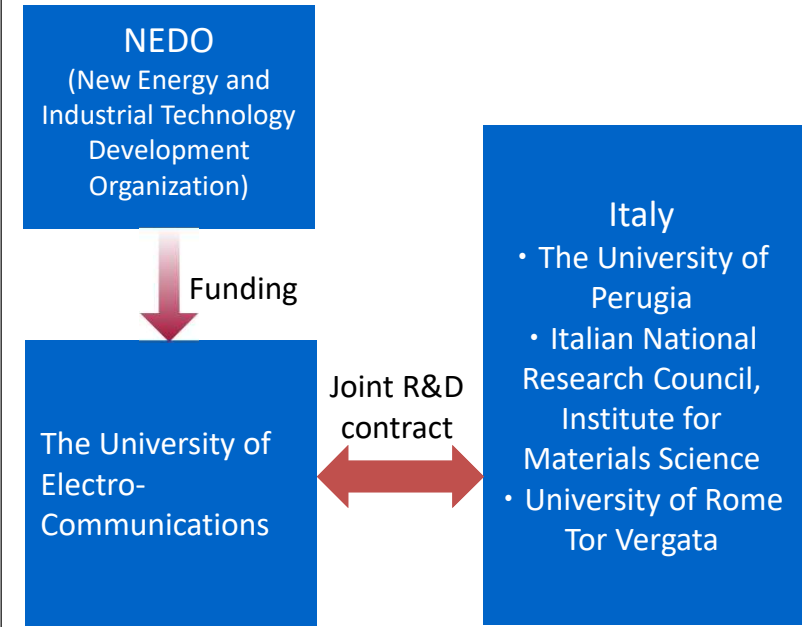 NEDO
(New Energy and
Industrial Technology
Development
Organization)
Funding
The University of
Electro-
Communications
Joint R&D
contract
Italy
・The University of
Perugia
・Italian National
Research Council,
Institute for
Materials Science
・University of Rome
Tor Vergata